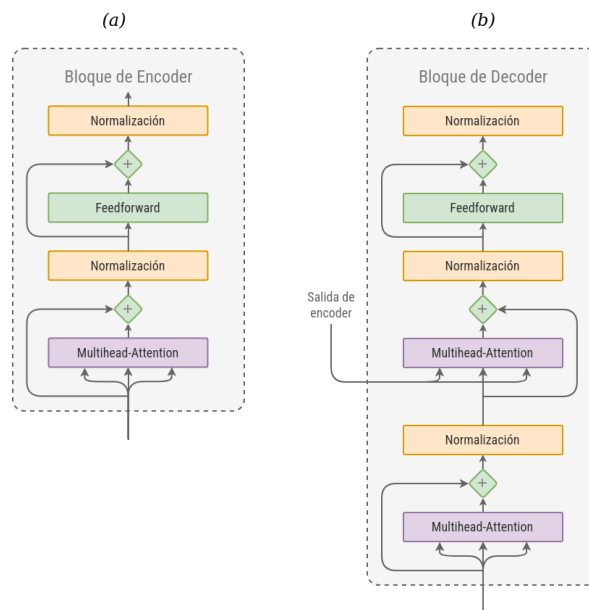 (a)
Bloque de Encoder
Normalización
+
Feedforward
Normalización
+
Multihead-Attention
(b)
Bloque de Decoder
Normalización
+
Feedforward
Normalización
Salida de
encoder
+
Multihead-Attention
Normalización
+
Multihead-Attention